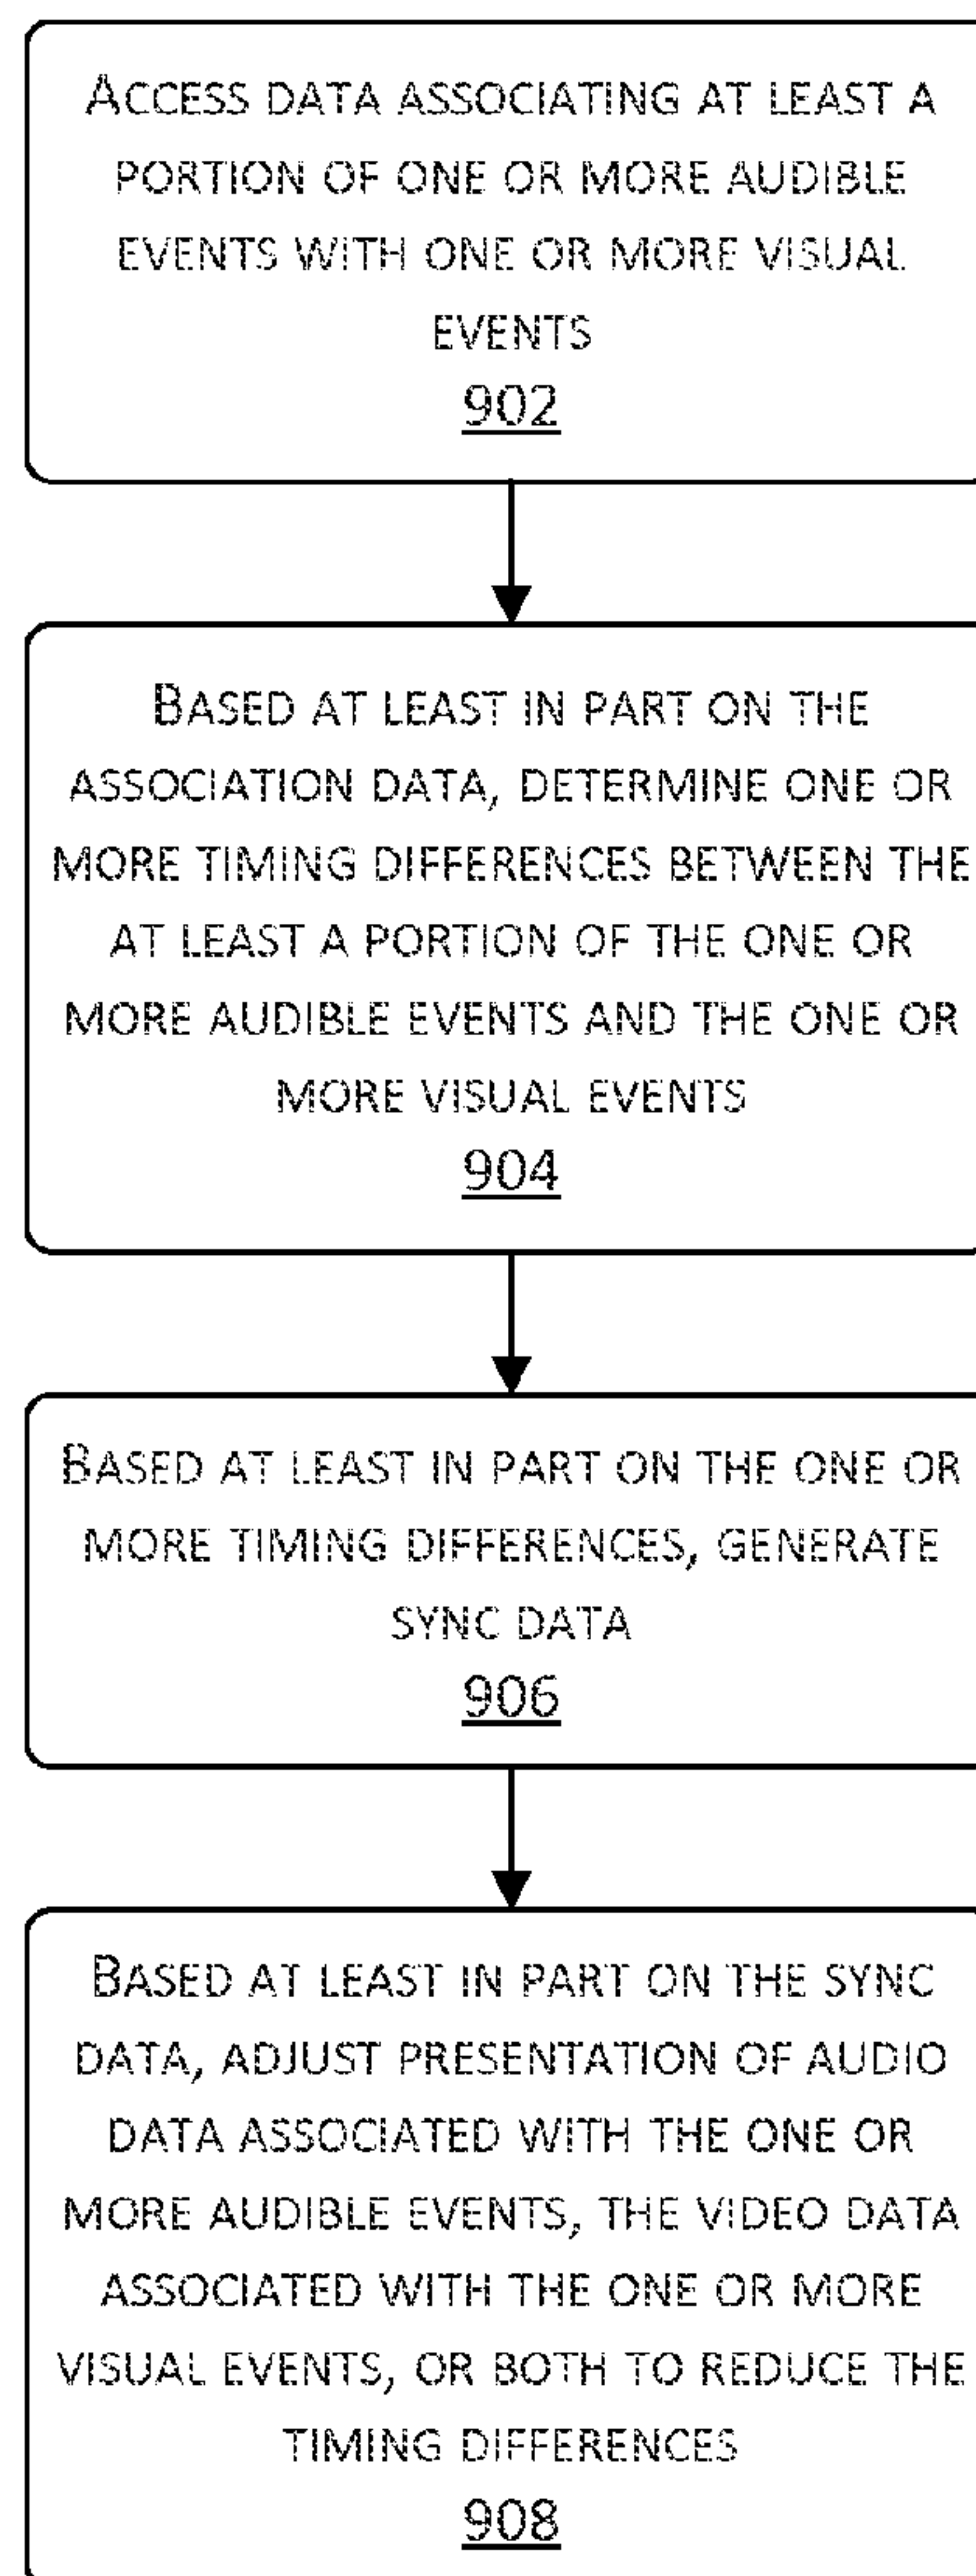 ACCESS DATA ASSOCIATING AT LEAST A
PORTION OF ONE OR MORE AUDIBLE
EVENTS WITH ONE OR MORE VISUAL
EVENTS
902
BASED AT LEAST IN PART ON THE
ASSOCIATION DATA, DETERMINE ONE OR
MORE TIMING DIFFERENCES BETWEEN THE
AT LEAST A PORTION OF THE ONE OR
MORE AUDIBLE EVENTS AND THE ONE OR
MORE VISUAL EVENTS
904
BASED AT LEAST IN PART ON THE ONE OR
MORE TIMING DIFFERENCES, GENERATE
SYNC DATA
906
BASED AT LEAST IN PART ON THE SYNC
DATA, ADJUST PRESENTATION OF AUDIO
DATA ASSOCIATED WITH THE ONE OR
MORE AUDIBLE EVENTS, THE VIDEO DATA
ASSOCIATED WITH THE ONE OR MORE
VISUAL EVENTS, OR BOTH TO REDUCE THE
TIMING DIFFERENCES
908